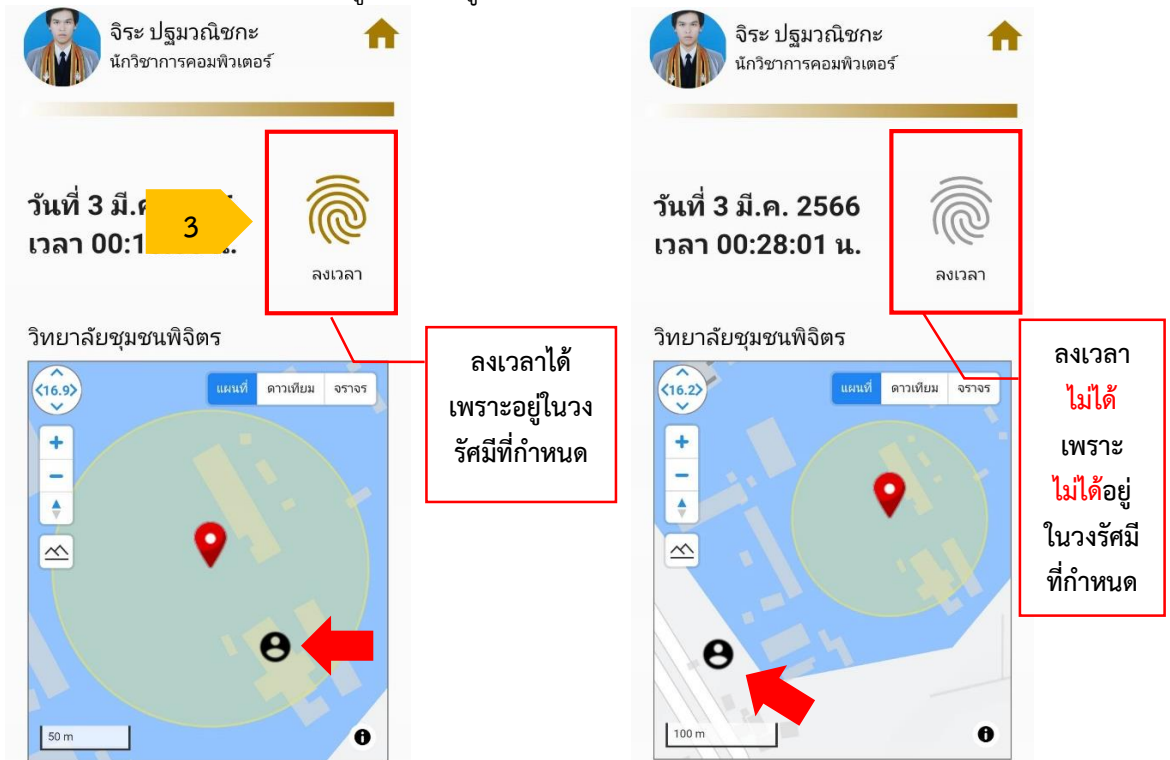 จิระ ปฐมวณิชกะ
นักวิชาการคอมพิวเตอร์
วันที่ 3 มี.ค
3
เวลา 00:1
น.
ลงเวลา
วิทยาลัยชุมชนพิจิตร
<16.9>
แผนที่ ดาวเทียม จราจร
50 m
ลงเวลาได้
เพราะอยู่ในวง
รัศมีที่กำหนด
จิระ ปฐมวณิชกะ
นักวิชาการคอมพิวเตอร์
วันที่ 3 มี.ค. 2566
เวลา 00:28:01 น.
ลงเวลา
วิทยาลัยชุมชนพิจิตร
<16.2>
แผนที่ ดาวเทียม จราจร
100 m
ลงเวลา
ไม่ได้
เพราะ
ไม่ได้อยู่
ในวงรัศมี
ที่กำหนด